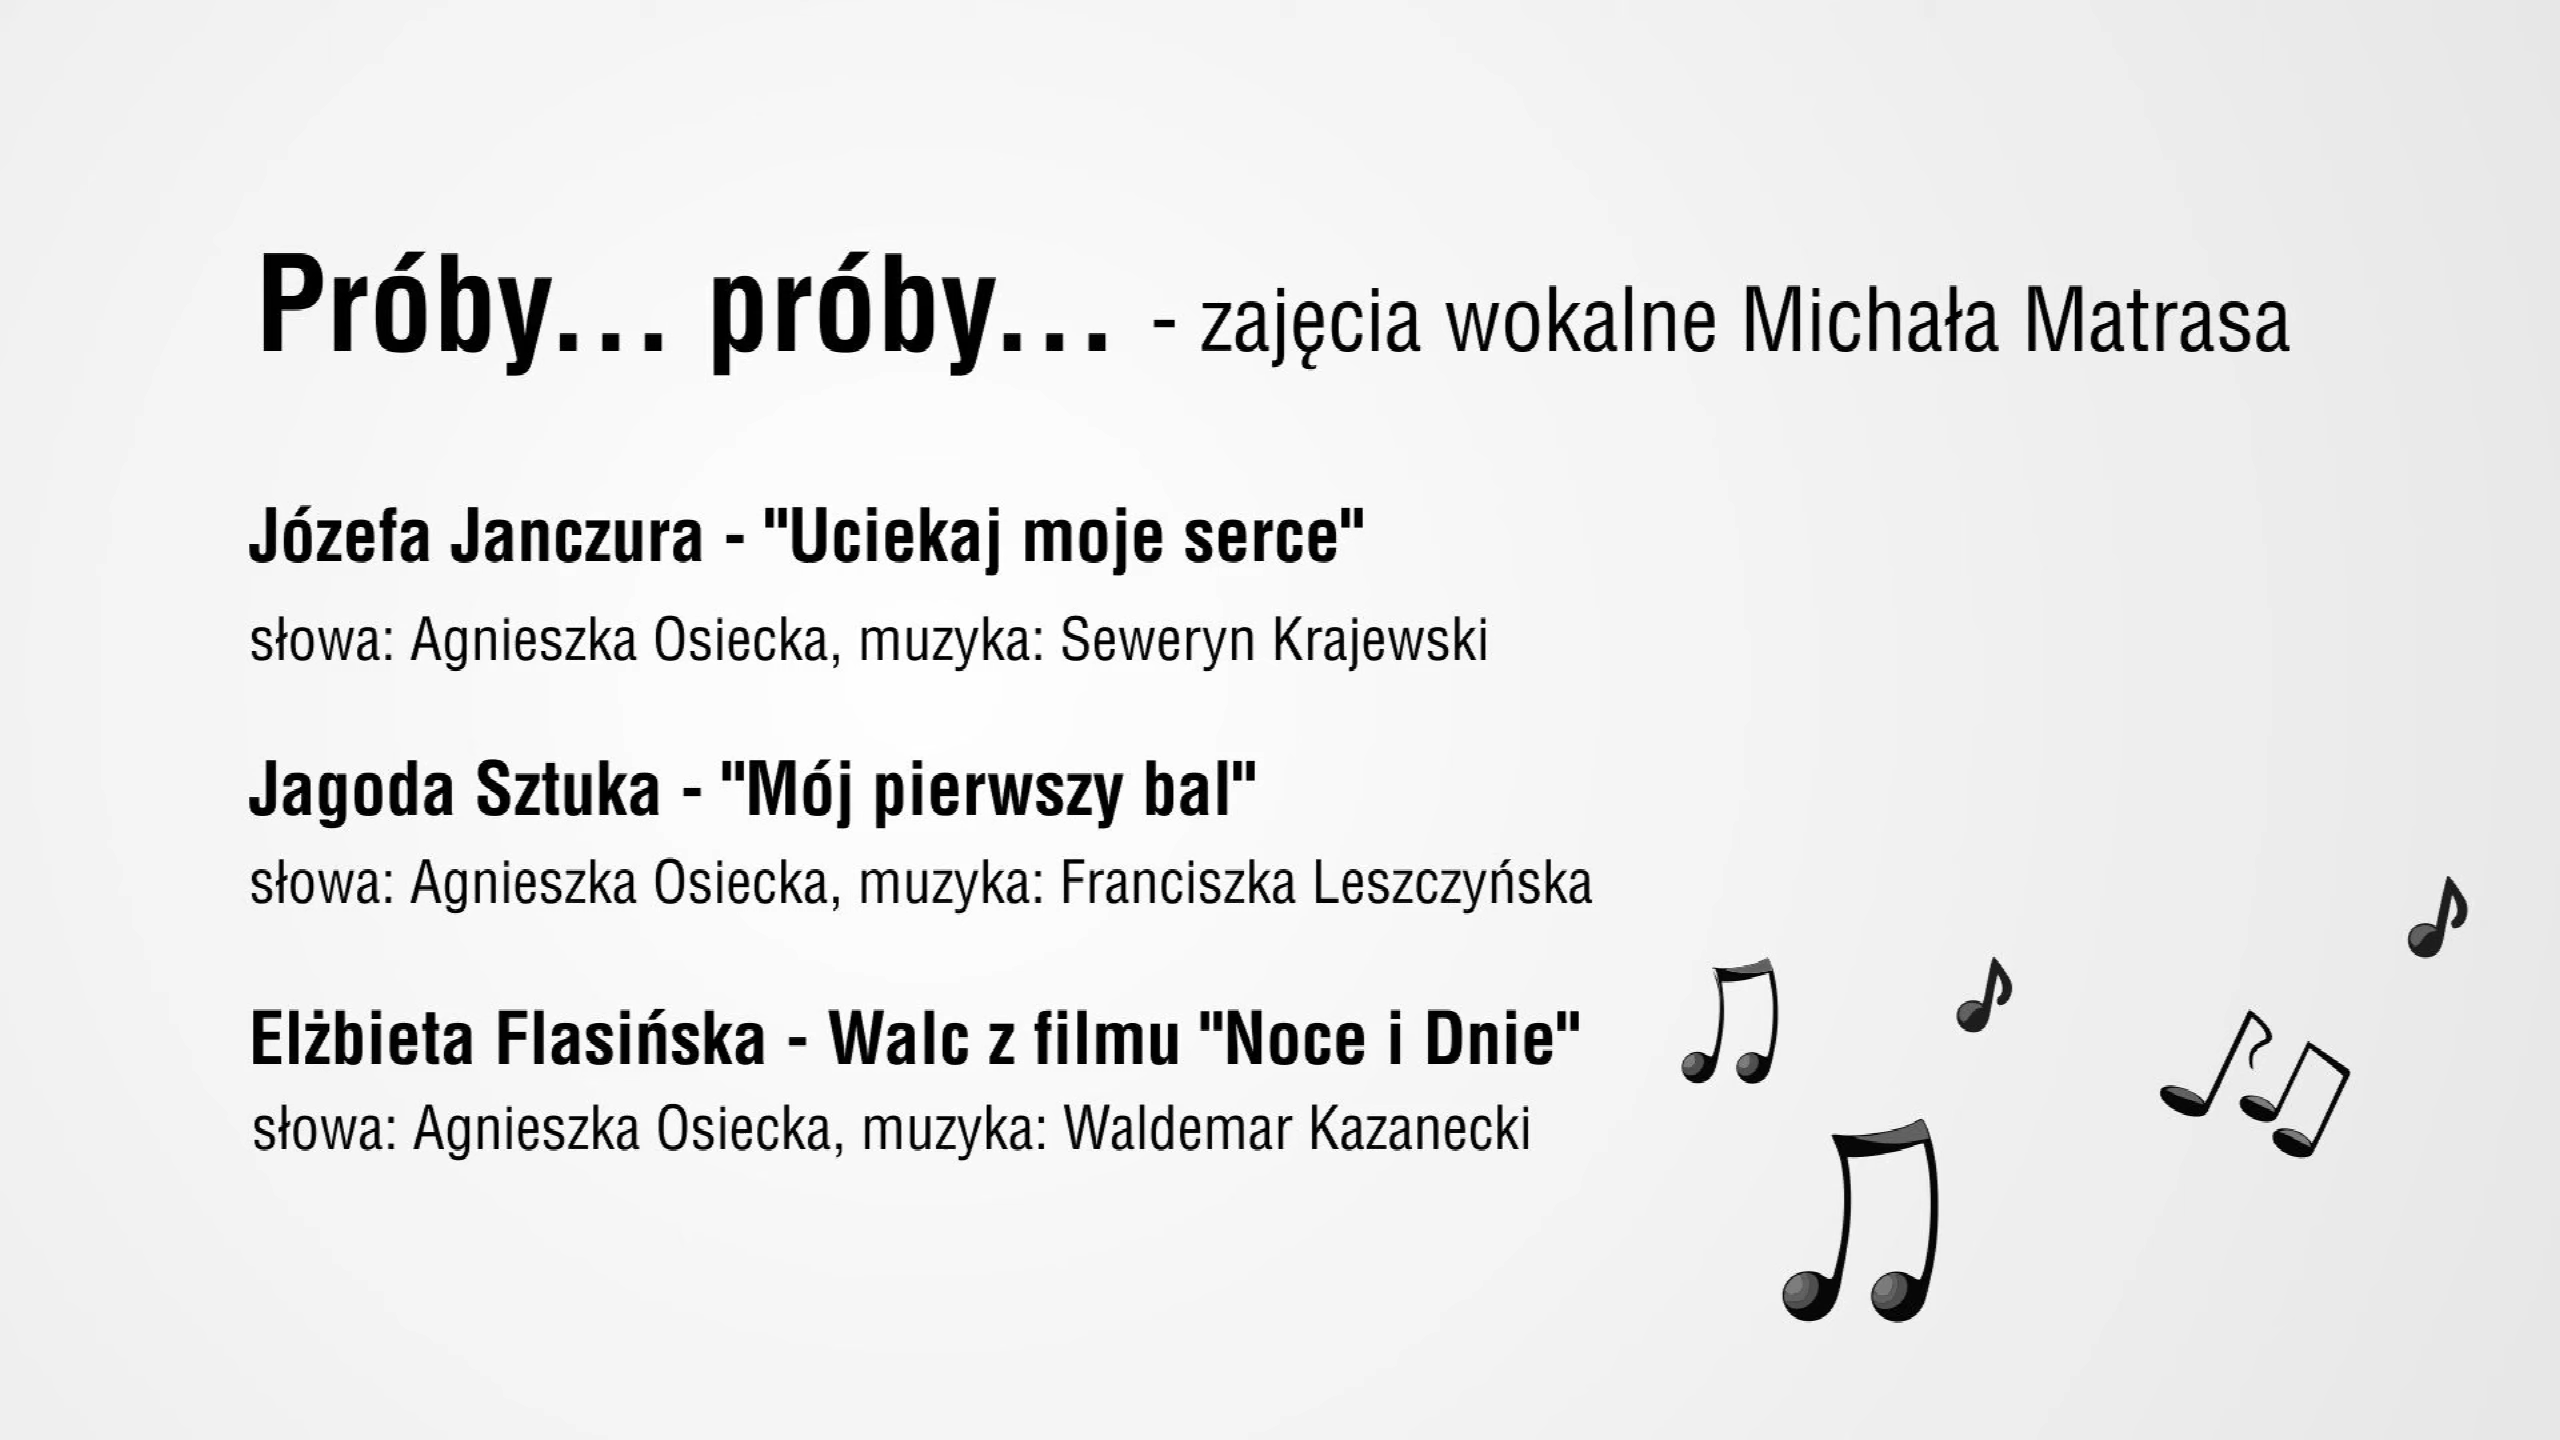 Próby... próby... - zajęcia wokalne Michała Matrasa
Józefa Janczura - "Uciekaj moje serce"
słowa: Agnieszka Osiecka, muzyka: Seweryn Krajewski
Jagoda Sztuka - "Mój pierwszy bal"
słowa: Agnieszka Osiecka, muzyka: Franciszka Leszczyńska
Elżbieta Flasińska - Walc z filmu "Noce i Dnie"
słowa: Agnieszka Osiecka, muzyka: Waldemar Kazanecki